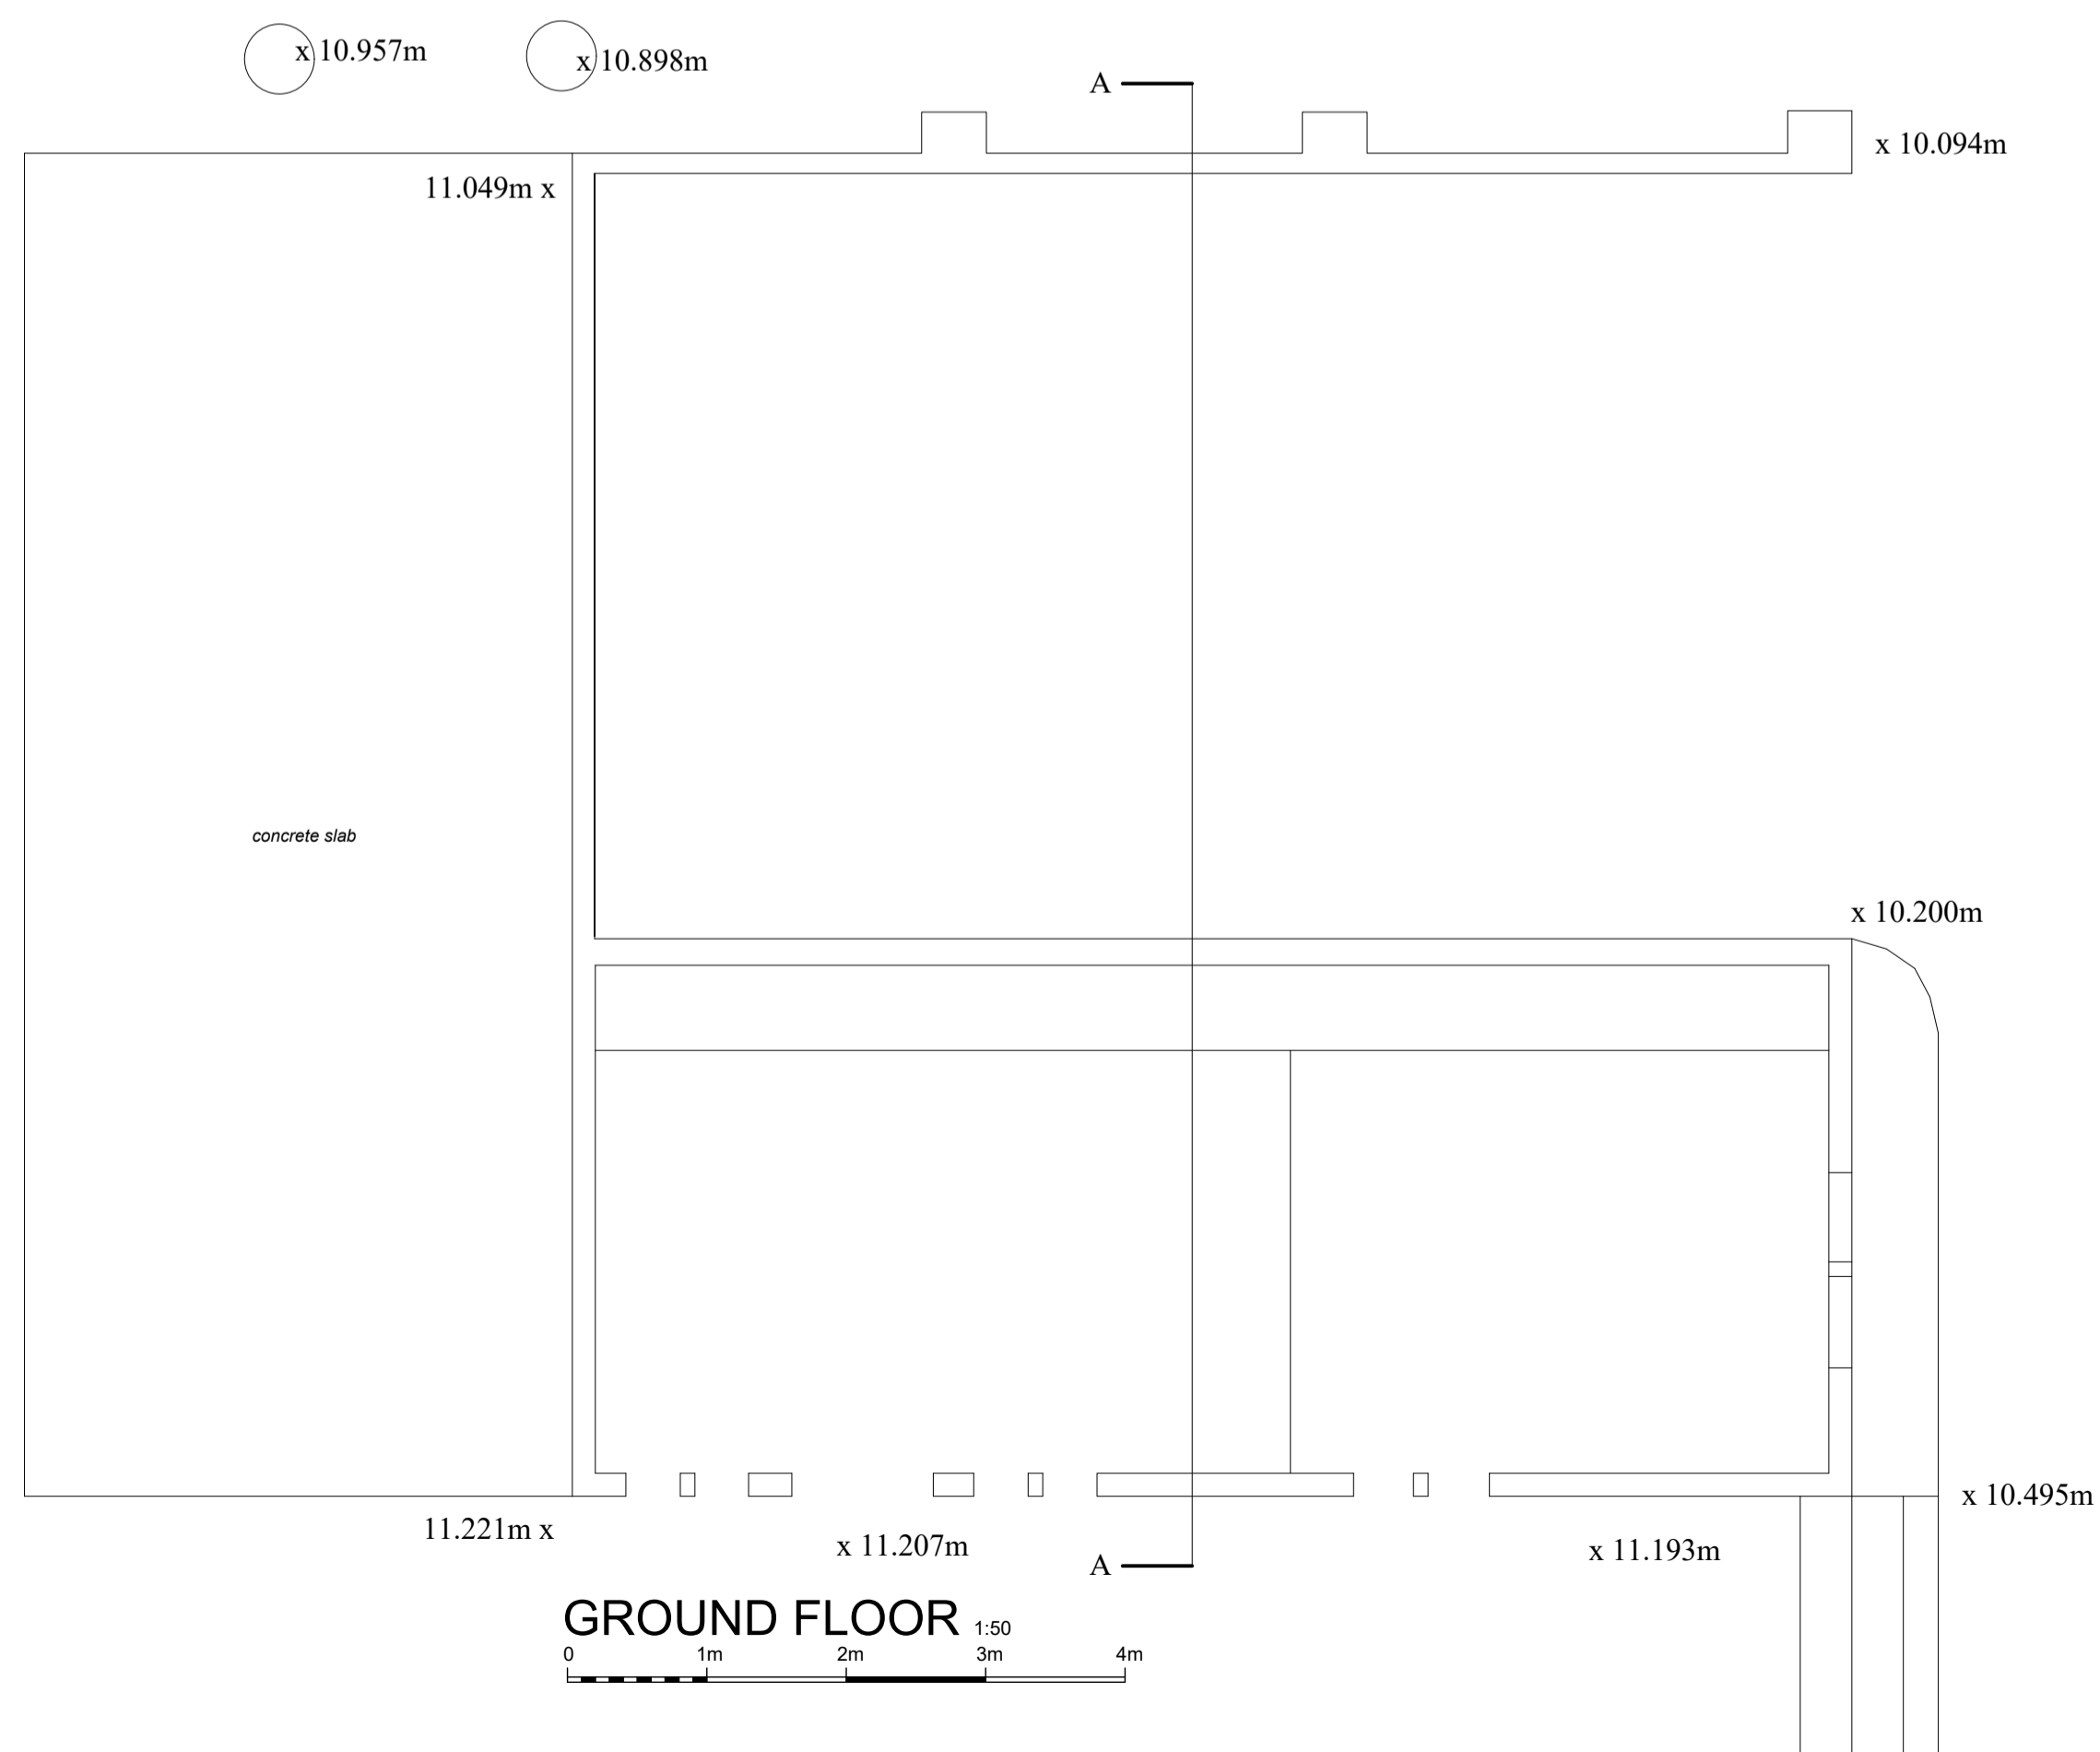 x 10.957m
x 10.898m
A
x 10.094m
11.049m x
concrete slab
x 10.200m
x 10.495m
11.221m x
x 11.207m
x 11.193m
A
GROUND FLOOR 1:50
0 1m 2m 3m 4m